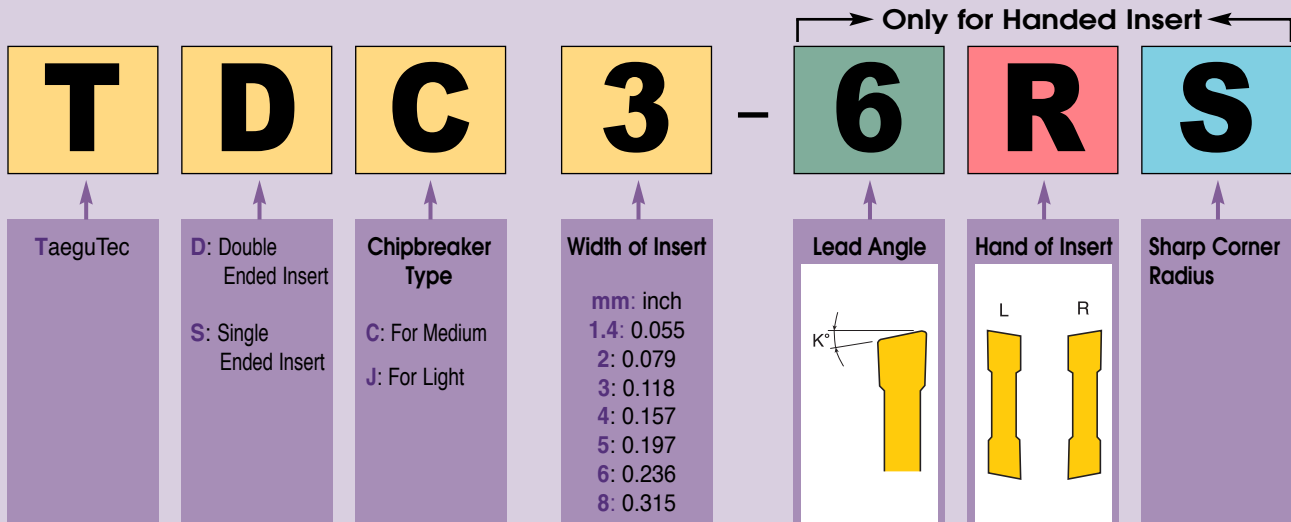 Only for Handed Insert
T D C 3 – 6 R S
TaeguTec
D: Double
Ended Insert
S: Single
Ended Insert
Chipbreaker
Type
C: For Medium
J: For Light
Width of Insert
mm: inch
1.4: 0.055
2: 0.079
3: 0.118
4: 0.157
5: 0.197
6: 0.236
8: 0.315
Lead Angle
K°
Hand of Insert
L R
Sharp Corner
Radius